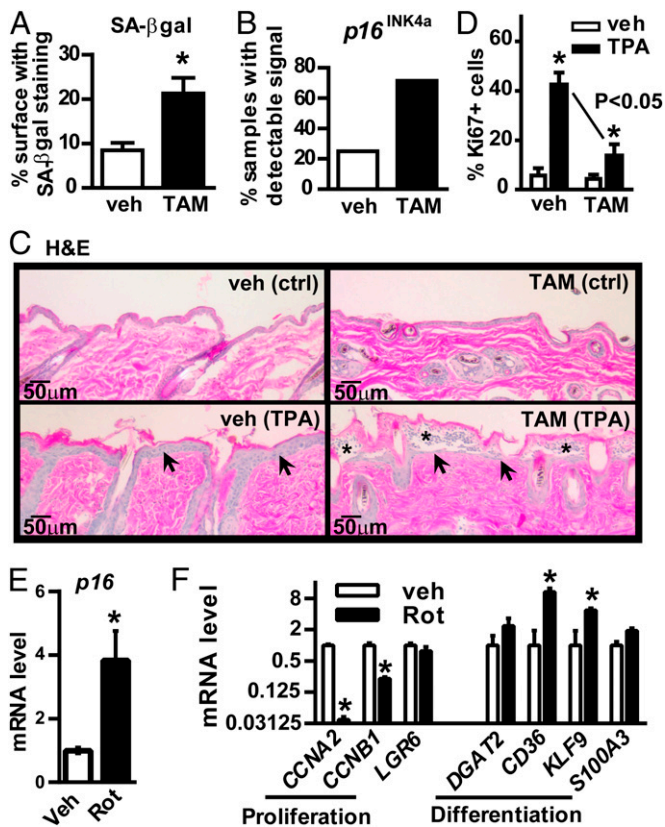 A
SA-βgal
% surface with
SA-βgal staining
30
20
10
0
*
veh TAM
B
p16 INK4a
% samples with
detectable signal
80
60
40
20
0
veh TAM
D
veh
TPA
% Ki67+ cells
60
40
20
0
*
P<0.05
*
veh TAM
C H&E
veh (ctrl)
50µm
TAM (ctrl)
50µm
veh (TPA)
50µm
TAM (TPA)
* * *
50µm
E
p16
mRNA level
6
4
2
0
*
Veh Rot
F
veh
Rot
mRNA level
8
2
0.5
0.125
0.03125
* * * *
CCNA2
CCNB1
LGR6
DGAT2
CD36
KLF9
S100A3
Proliferation
Differentiation